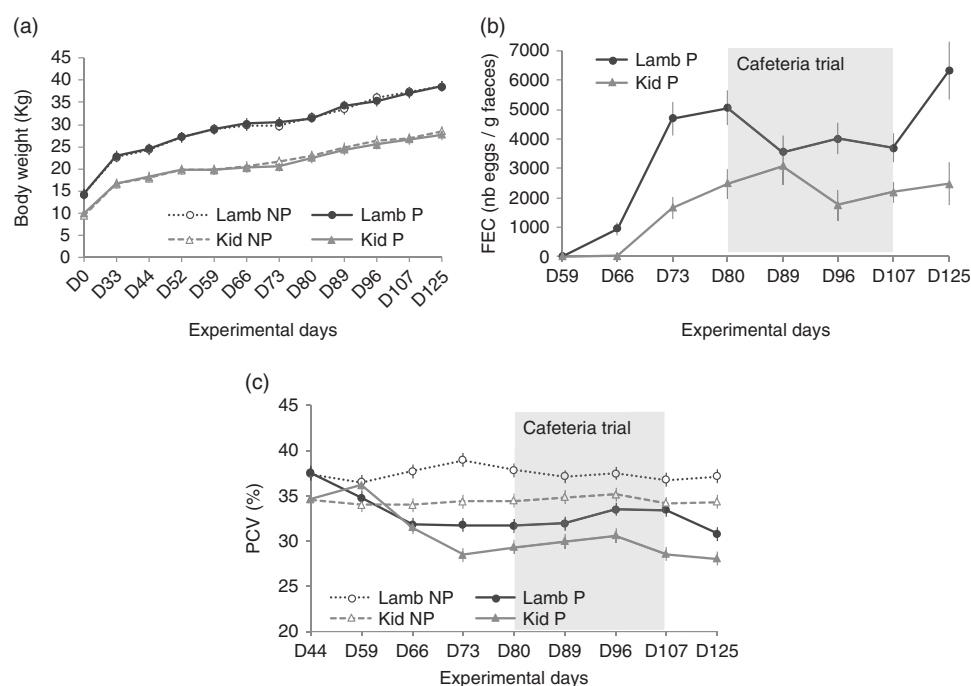 (a)
45
40
35
30
25
20
15
10
5
0
Body weight (Kg)
Lamb NP
Lamb P
Kid NP
Kid P
D0
D33
D44
D52
D59
D66
D73
D80
D89
D96
D107
D125
Experimental days
(b)
7000
6000
5000
4000
3000
2000
1000
0
FEC (nb eggs / g faeces)
Lamb P
Kid P
Cafeteria trial
D59 D66 D73 D80 D89 D96 D107 D125
Experimental days
(c)
45
40
35
30
25
20
PCV (%)
Cafeteria trial
Lamb NP
Lamb P
Kid NP
Kid P
D44 D59 D66 D73 D80 D89 D96 D107 D125
Experimental days